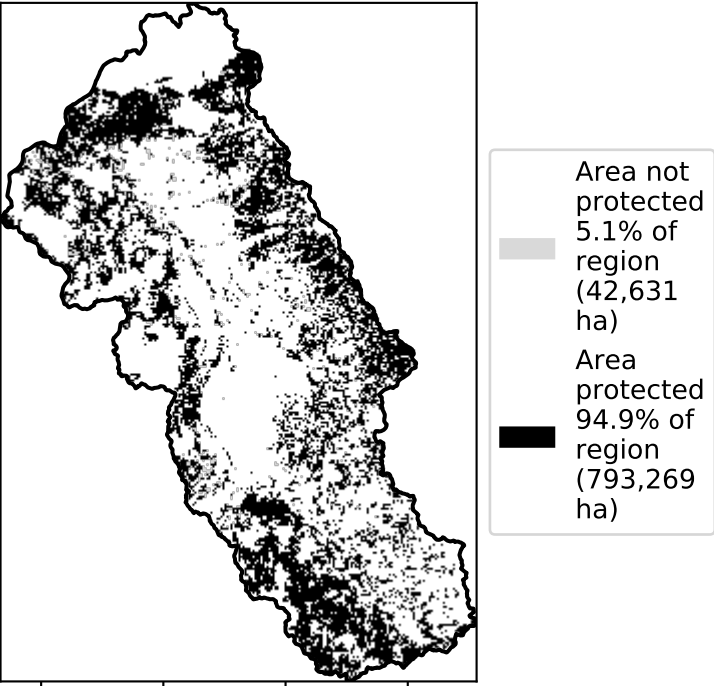 Area not
protected
5.1% of
region
(42,631
ha)
Area
protected
94.9% of
region
(793,269
ha)